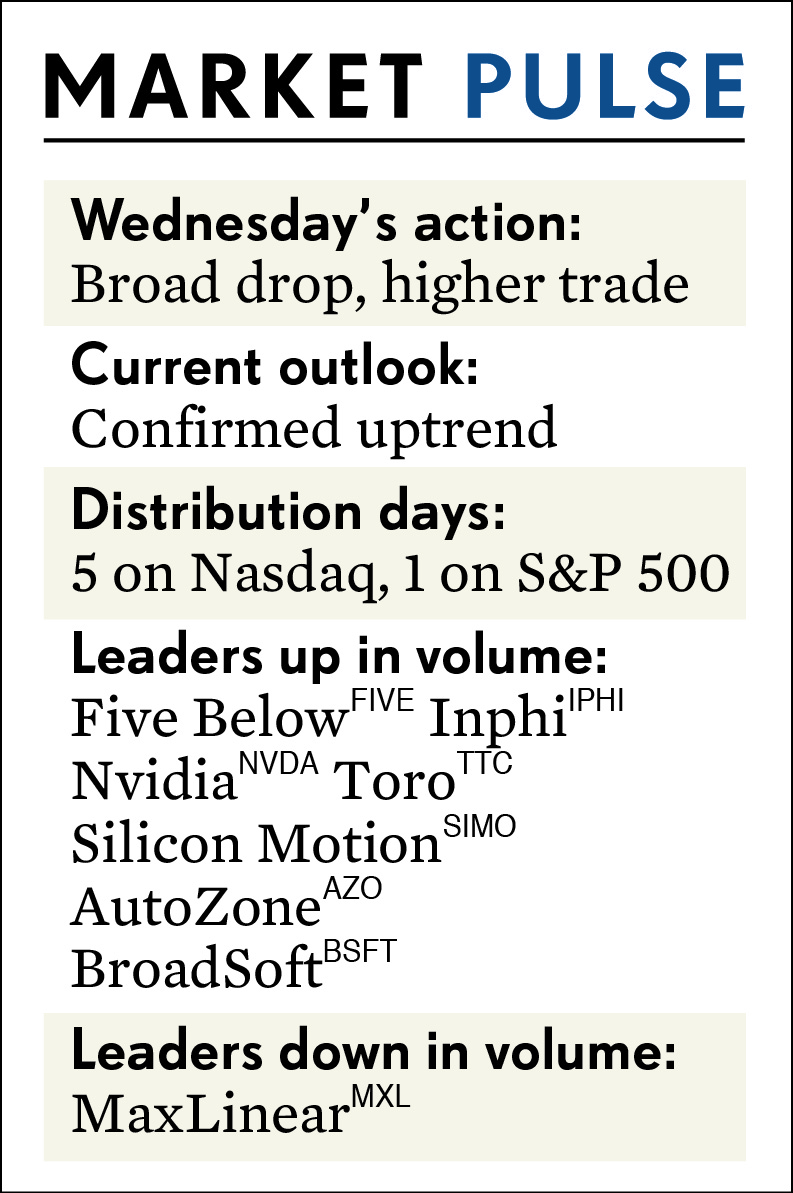 MARKET PULSE
Wednesday’s action:
Broad drop, higher trade
Current outlook:
Confirmed uptrend
Distribution days:
5 on Nasdaq, 1 on S&P 500
Leaders up in volume:
Five Below FIVE Inphi IPHI
Nvidia NVDA Toro TTC
Silicon Motion SIMO
AutoZone AZO
BroadSoft BSFT
Leaders down in volume:
MaxLinear MXL